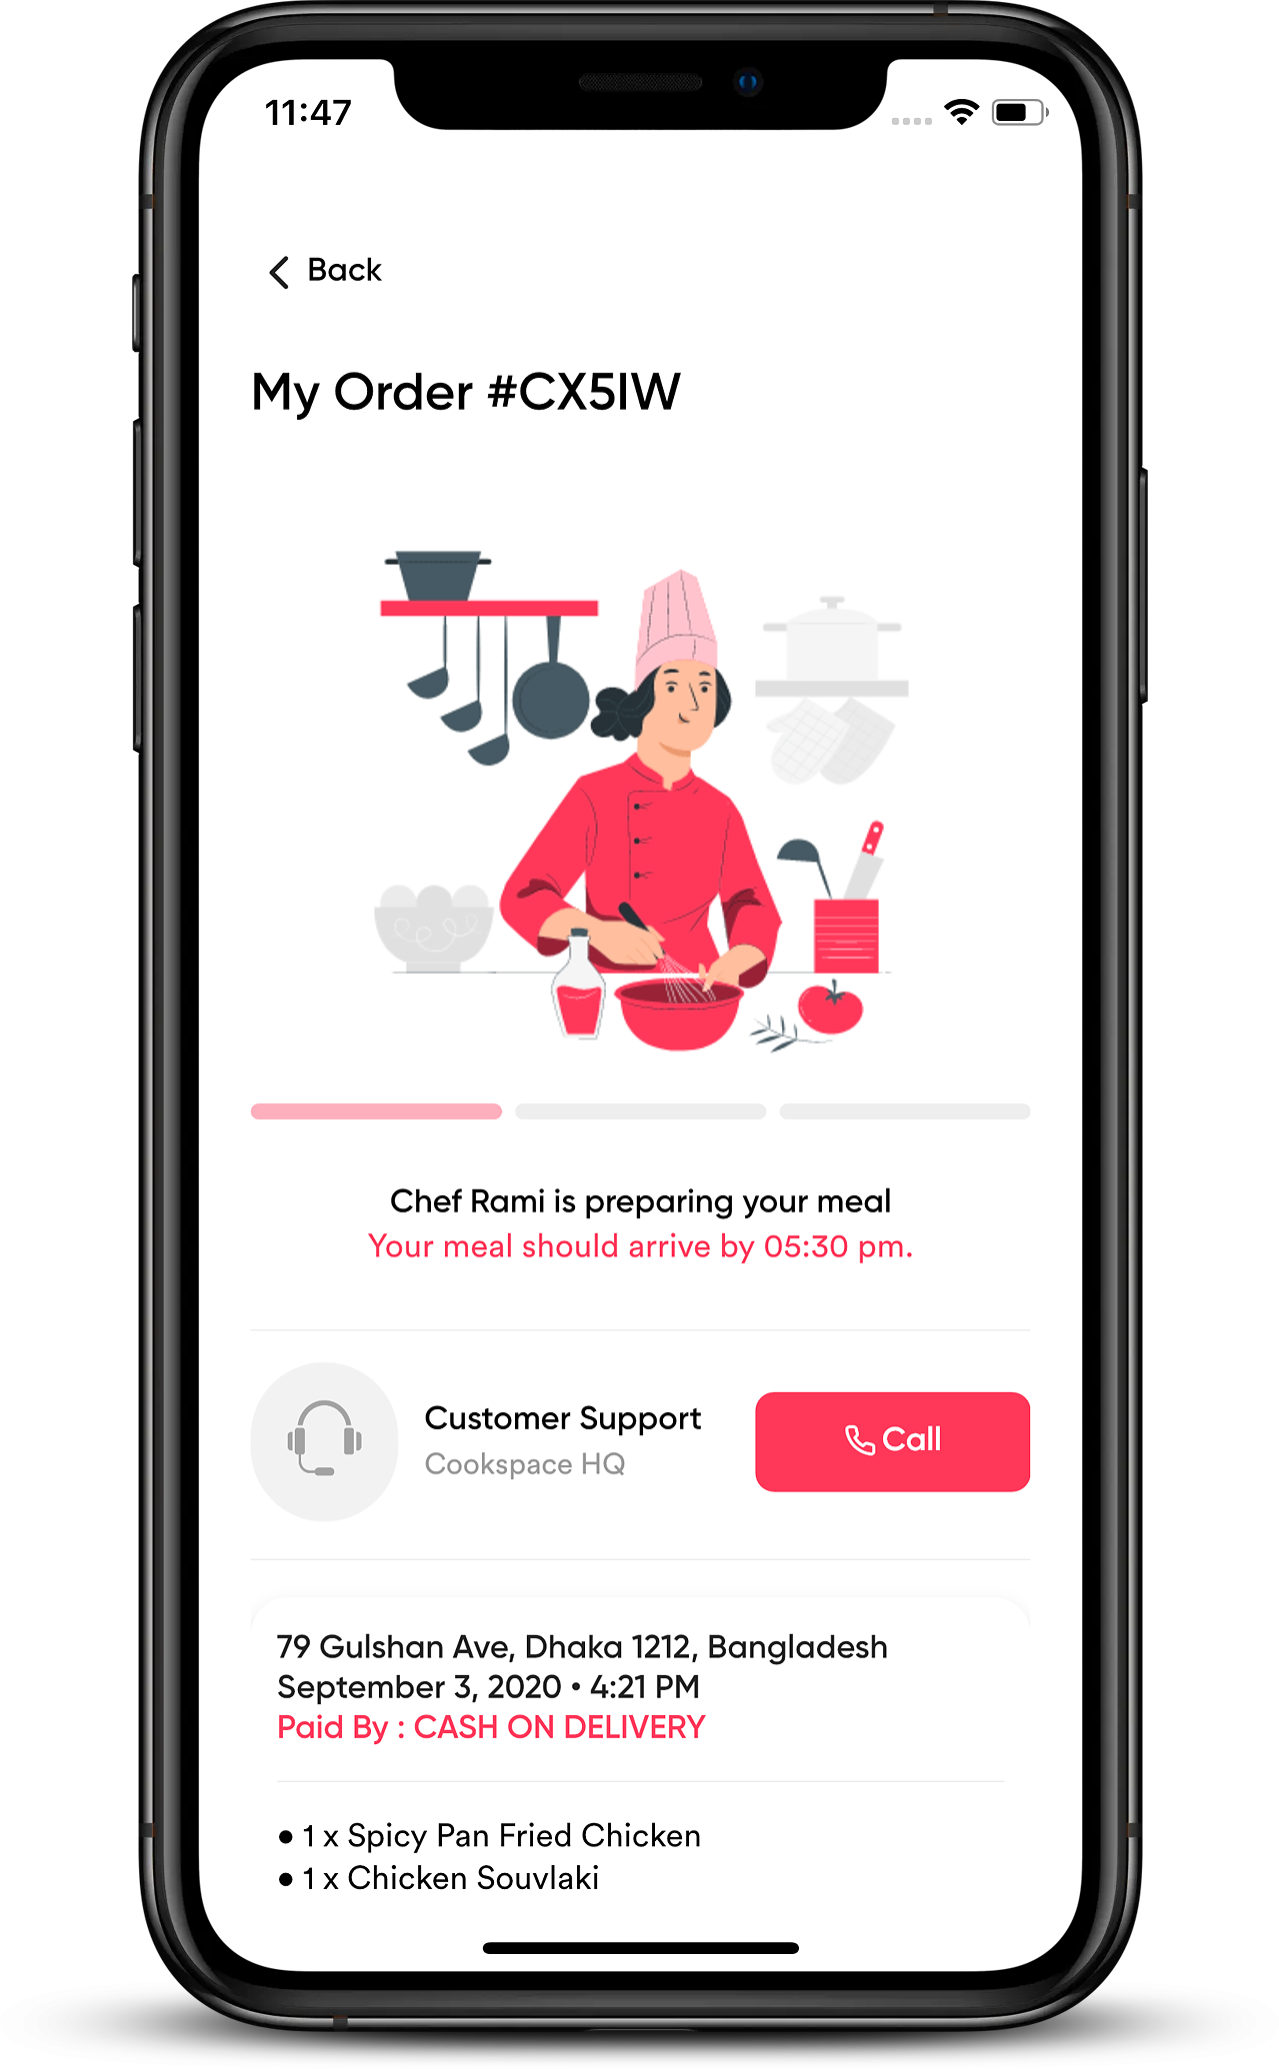 11:47
Back
My Order #CX5IW
Chef Rami is preparing your meal
Your meal should arrive by 05:30 pm.
Customer Support
Cookspace HQ
Call
79 Gulshan Ave, Dhaka 1212, Bangladesh
September 3, 2020 • 4:21 PM
Paid By : CASH ON DELIVERY
• 1 x Spicy Pan Fried Chicken
• 1 x Chicken Souvlaki